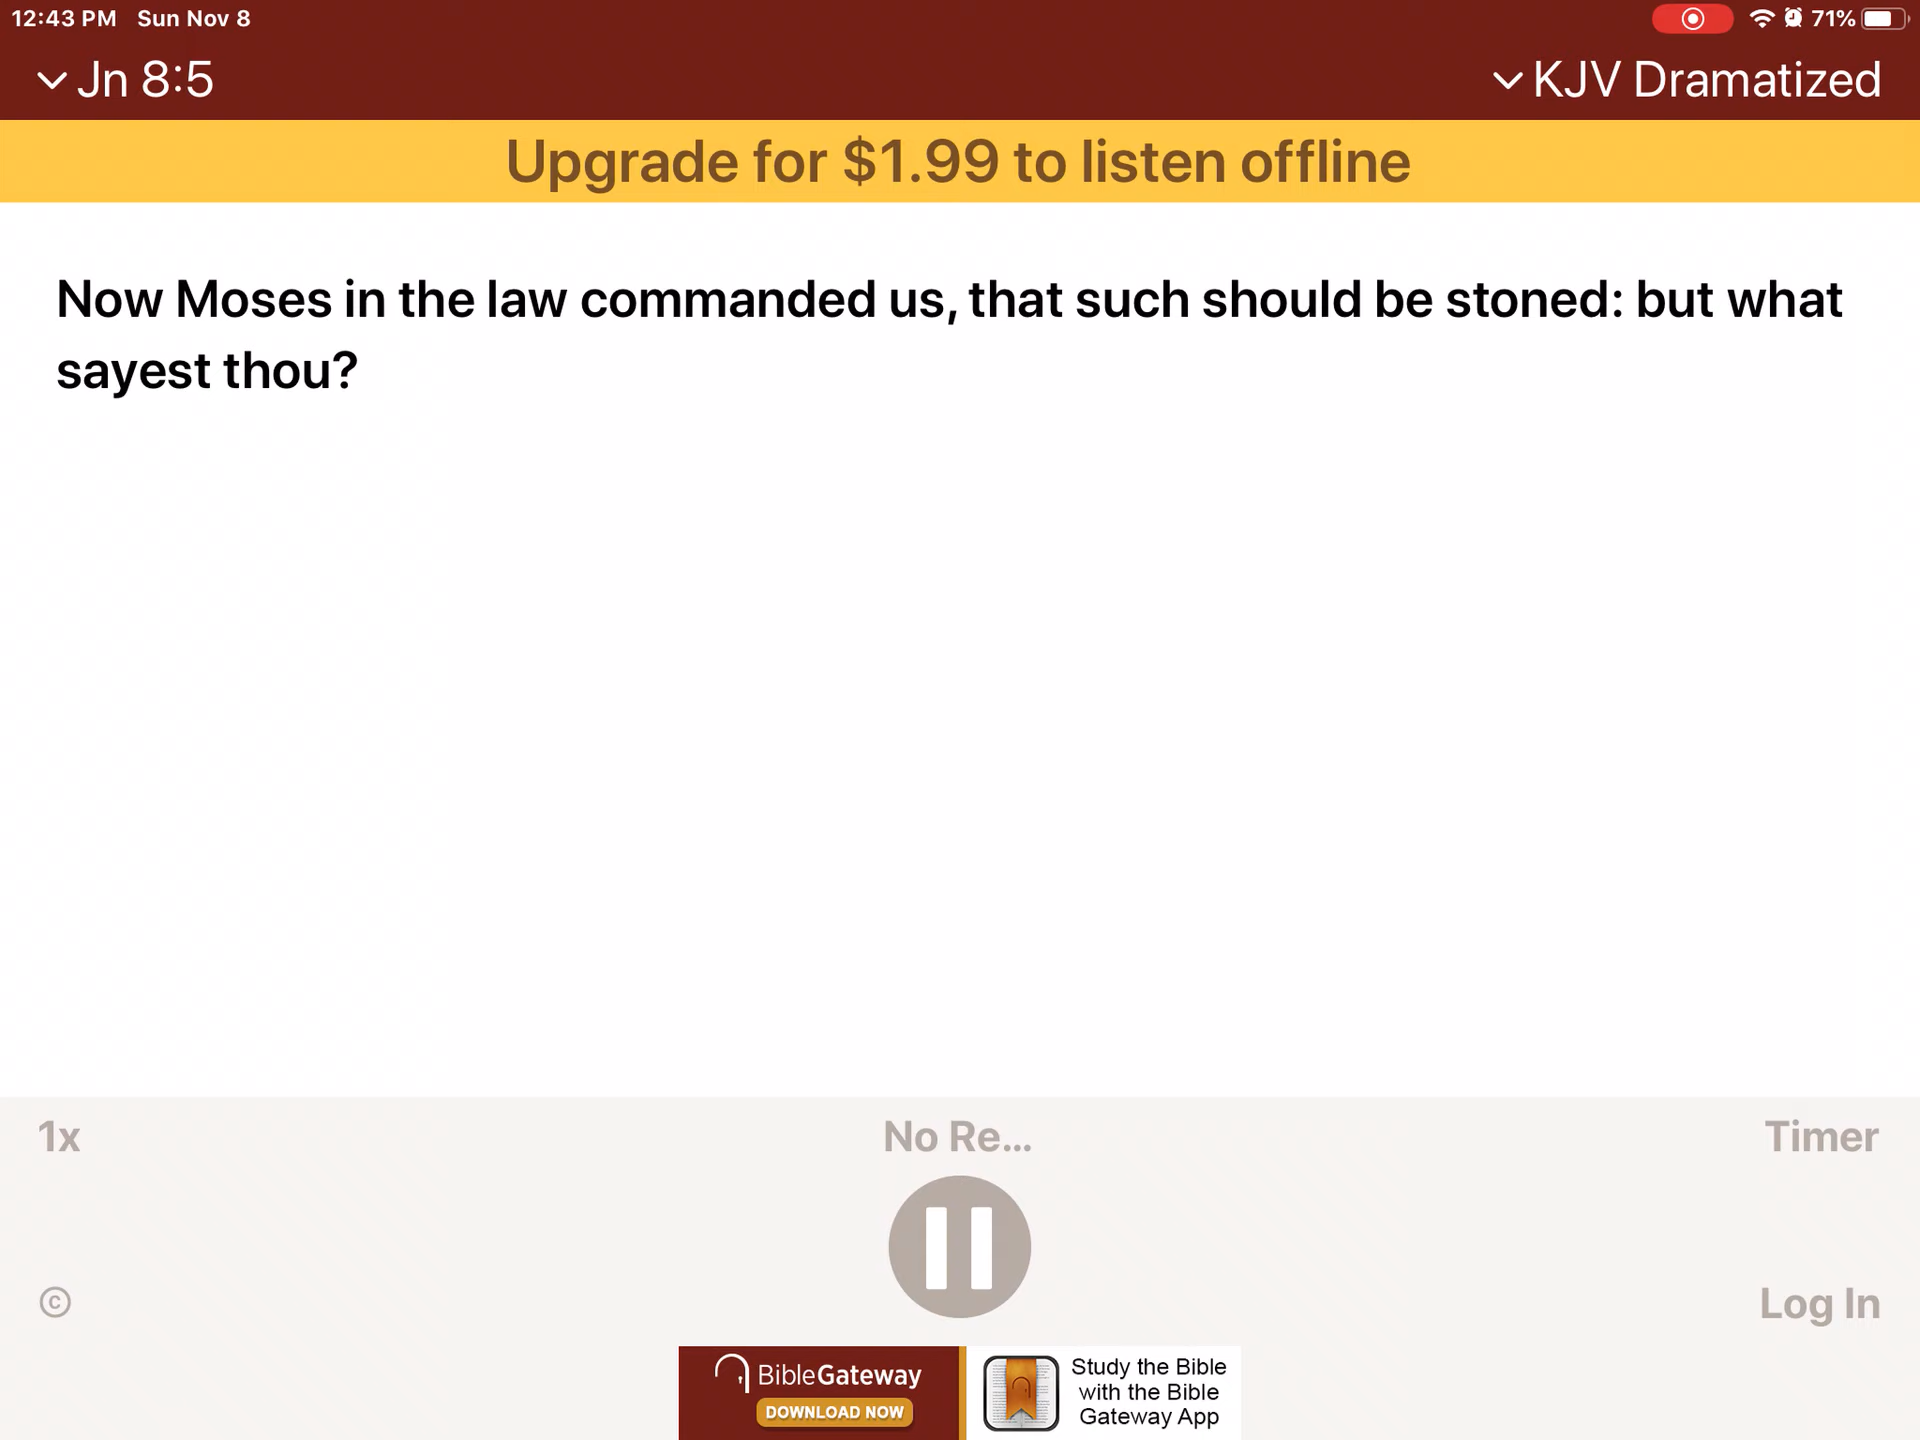 12:43 PM Sun Nov 8 71%
Jn 8:5 KJV Dramatized
Upgrade for $1.99 to listen offline
Now Moses in the law commanded us, that such should be stoned: but what
sayest thou?
1x No Re... Timer
© Log In
BibleGateway
DOWNLOAD NOW
Study the Bible
with the Bible
Gateway App